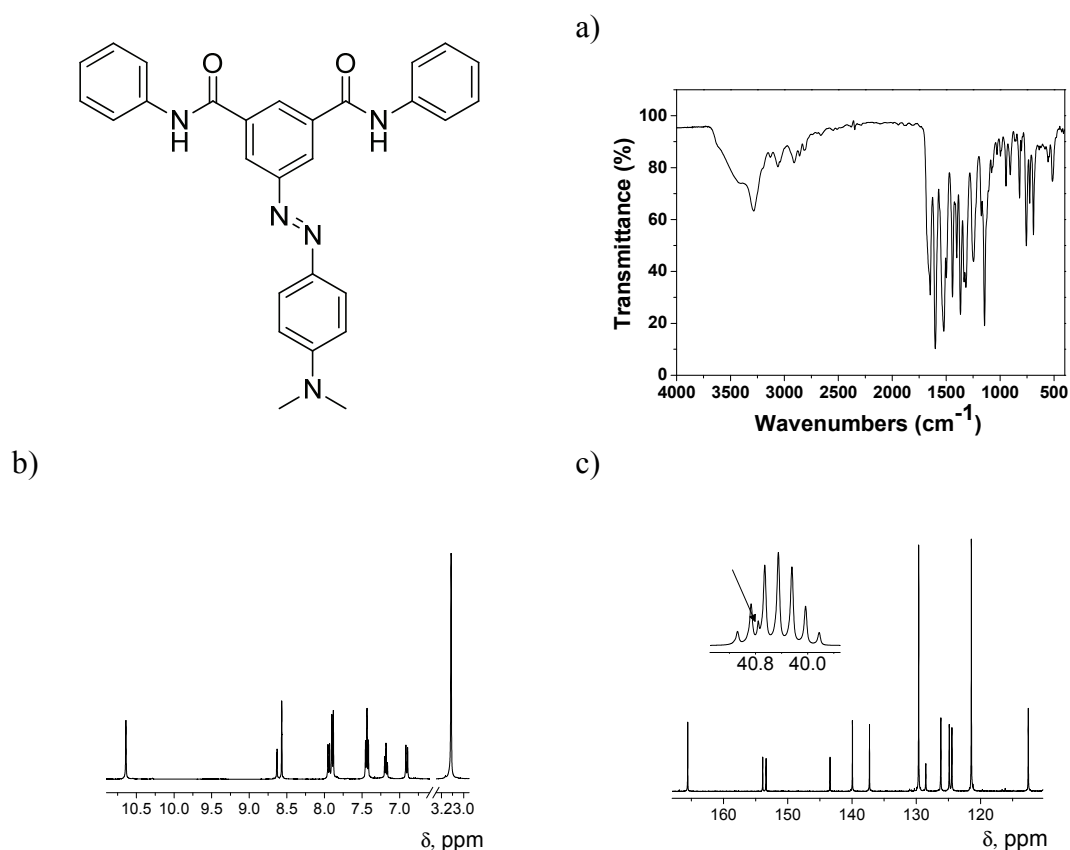 a)
O
O
N
H
N
H
N
N
N
100
80
60
40
20
0
Transmittance (%)
4000 3500 3000 2500 2000 1500 1000 500
Wavenumbers (cm-1)
b)
c)
10.5 10.0 9.5 9.0 8.5 8.0 7.5 7.0 3.2 3.0
δ, ppm
40.8 40.0
160 150 140 130 120
δ, ppm